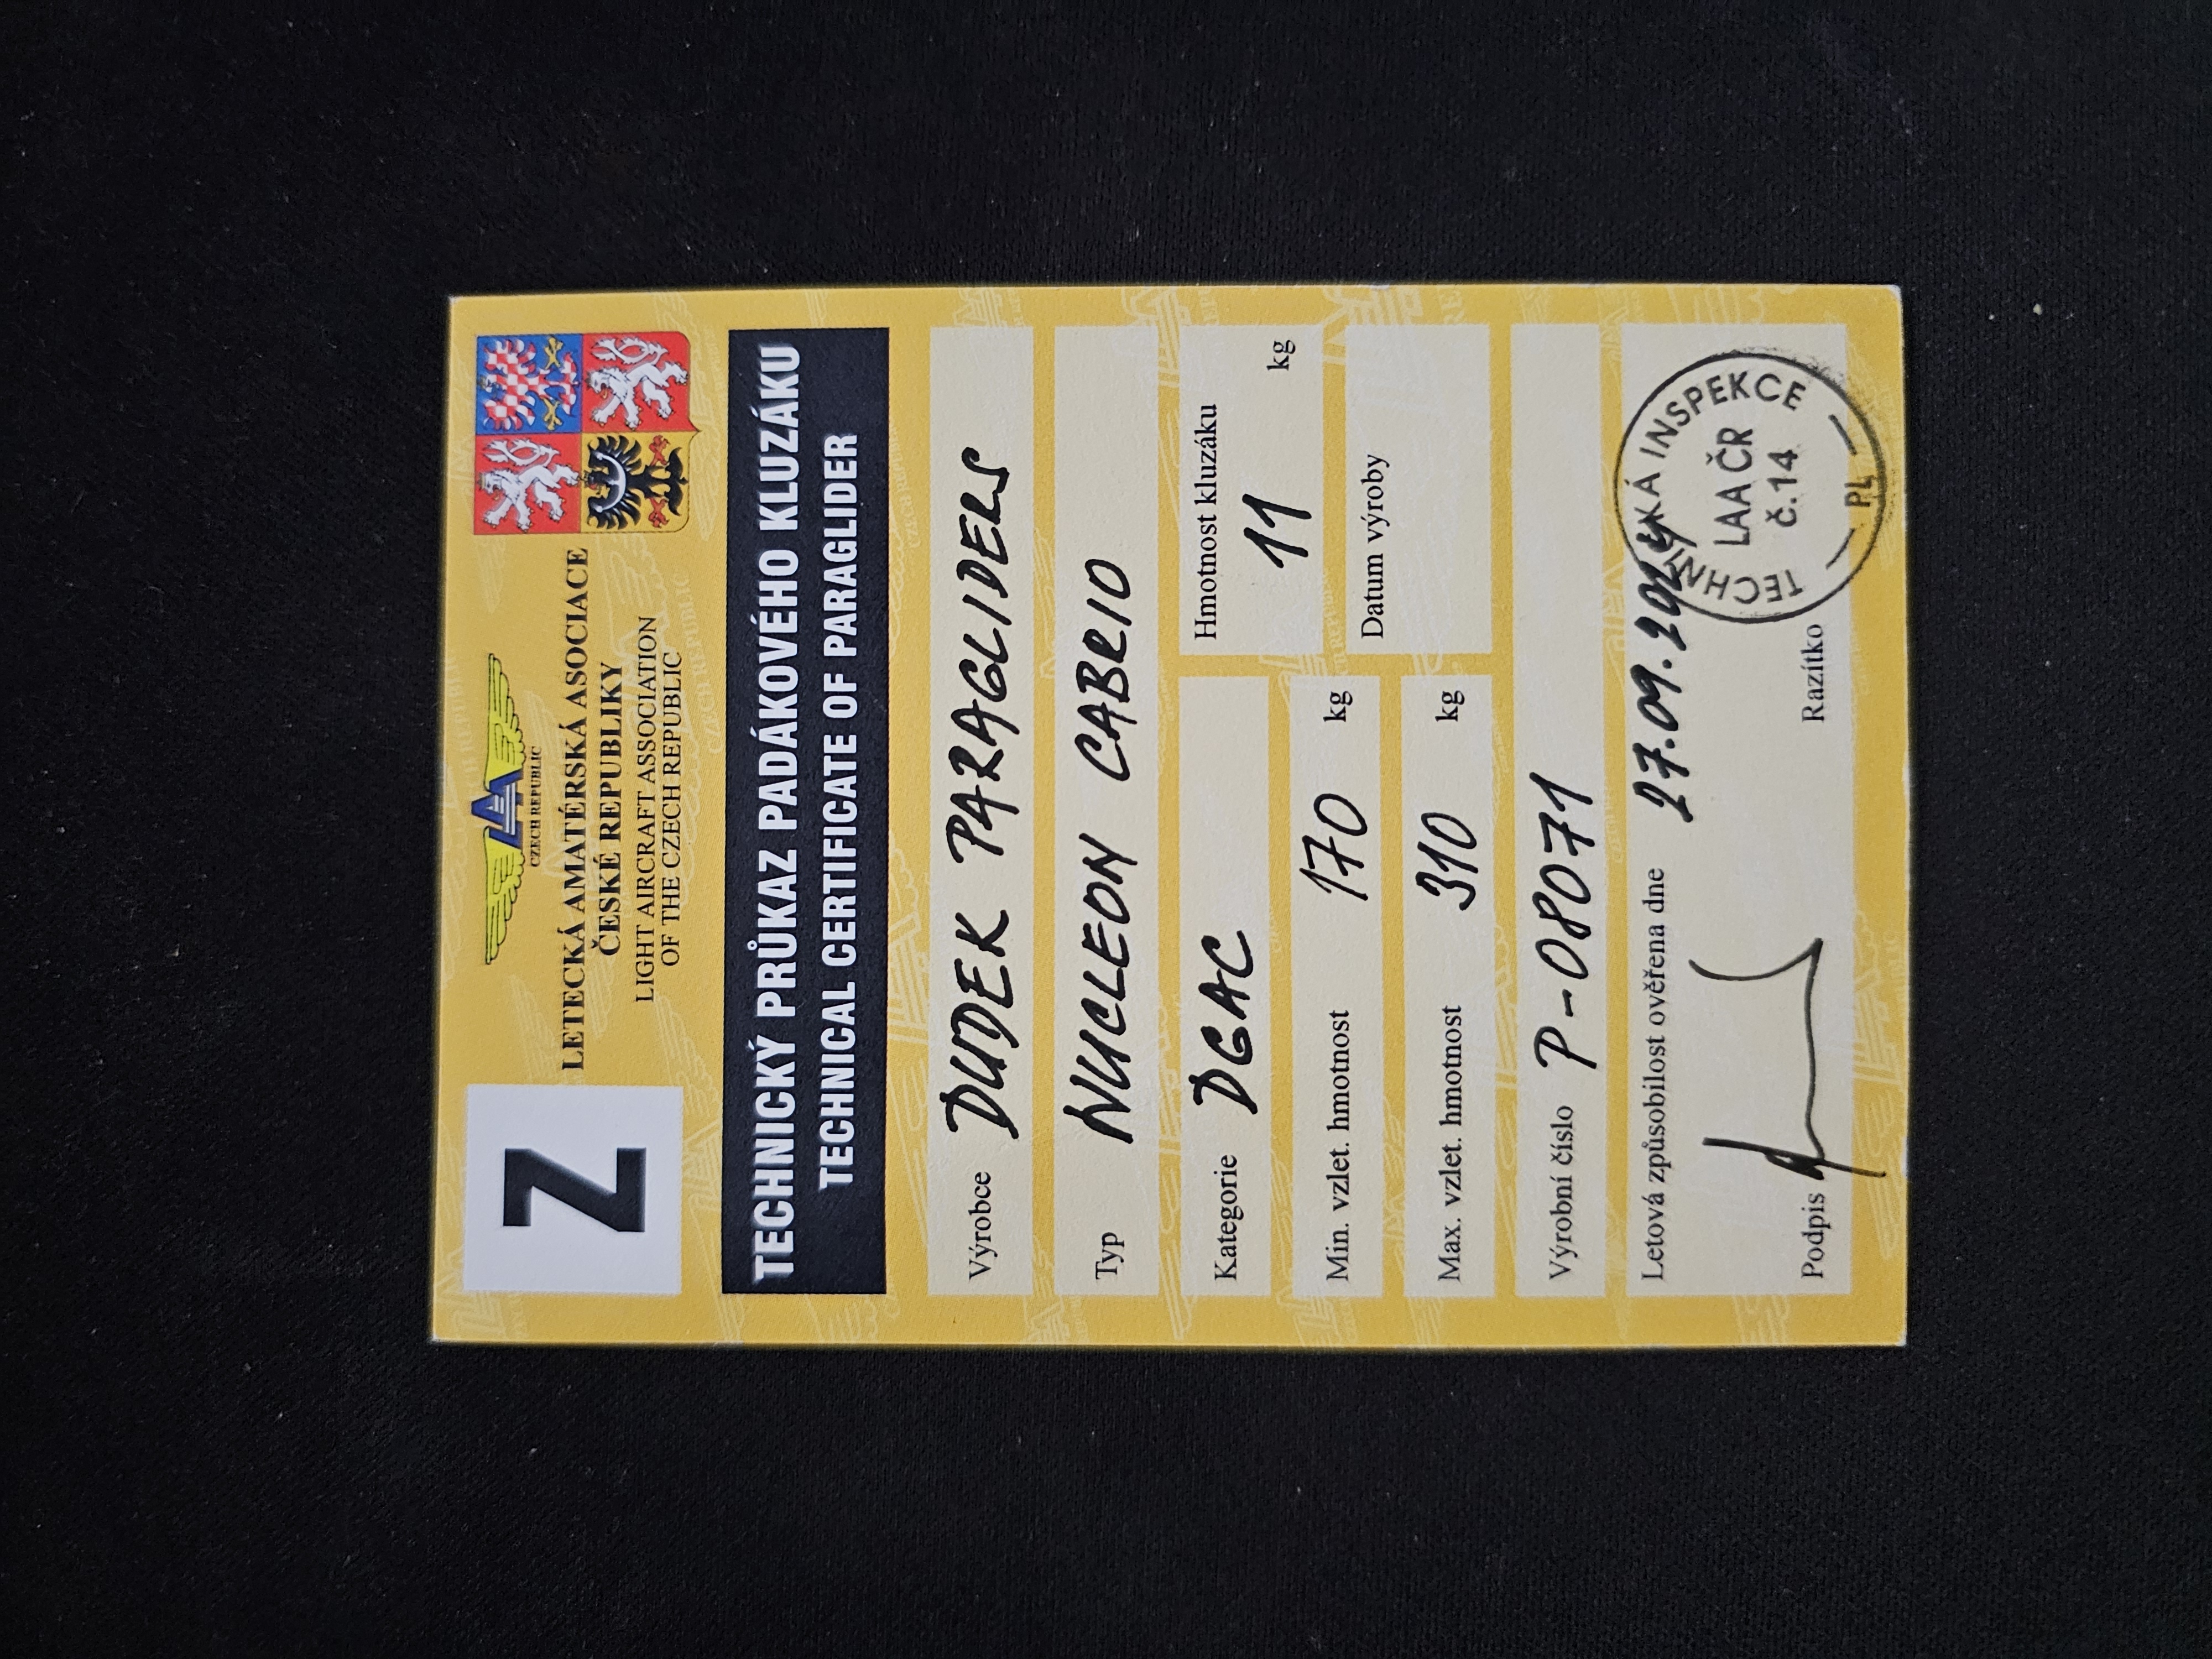 Z
CZECH REPUBLIC
LETECKÁ AMATÉRSKÁ ASOCIACE
ČESKÉ REPUBLIKY
LIGHT AIRCRAFT ASSOCIATION
OF THE CZECH REPUBLIC
TECHNICKÝ PRŮKAZ PADÁKOVÉHO KLUZÁKU
TECHNICAL CERTIFICATE OF PARAGLIDER
Výrobce DUDEK PARAGLIDERS
Typ NUCLEON CABRIO
Kategorie DGAC
Hmotnost kluzáku
11 kg
Min. vzlet. hmotnost 170 kg
Datum výroby
Max. vzlet. hmotnost 310 kg
Výrobní číslo P-08071
Letová způsobilost ověřena dne 27.09.
TECHNICKÁ INSPEKCE
LAA ČR
č.14
PL
Podpis
Razítko